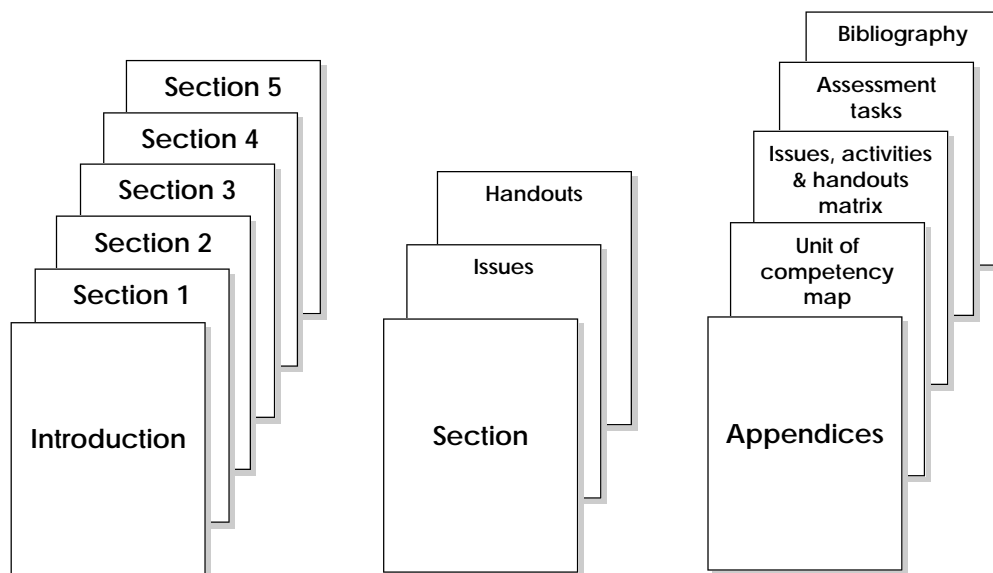 Section 5
Section 4
Section 3
Section 2
Section 1
Introduction
Handouts
Issues
Section
Bibliography
Assessment
tasks
Issues, activities
& handouts
matrix
Unit of
competency
map
Appendices